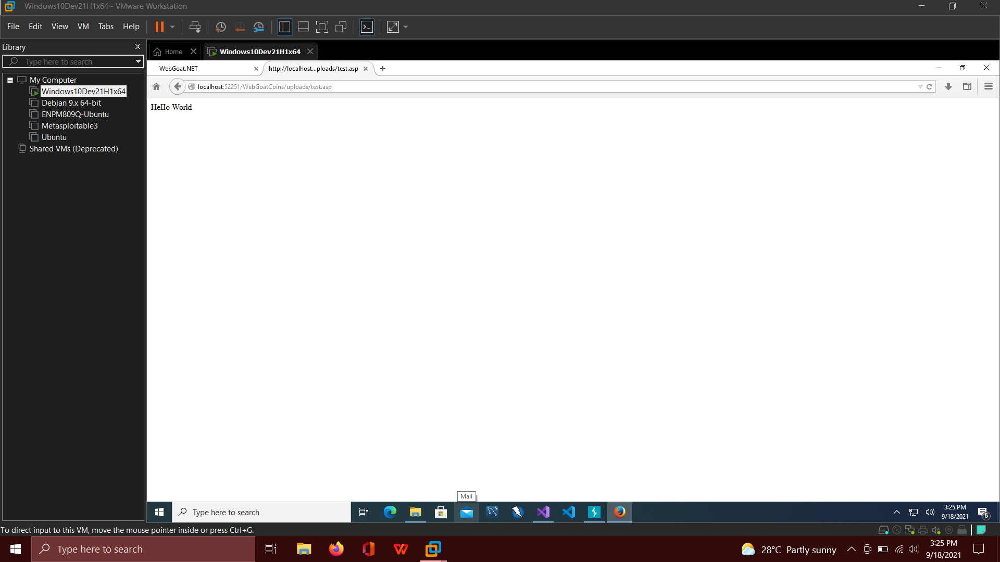 Windows10Dev21H1x64 - VMware Workstation
File Edit View VM Tabs Help
Library
Type here to search
My Computer
Windows10Dev21H1x64
Debian 9.x 64-bit
ENPM809Q-Ubuntu
Metasploitable3
Ubuntu
Shared VMs (Deprecated)
Home
Windows10Dev21H1x64
WebGoat.NET
http://localhost...ploads/test.asp
localhost:52251/WebGoatCoins/uploads/test.asp
Hello World
Mail
Type here to search
3:25 PM
9/18/2021
6
To direct input to this VM, move the mouse pointer inside or press Ctrl+G.
Type here to search
28°C Partly sunny
3:25 PM
9/18/2021